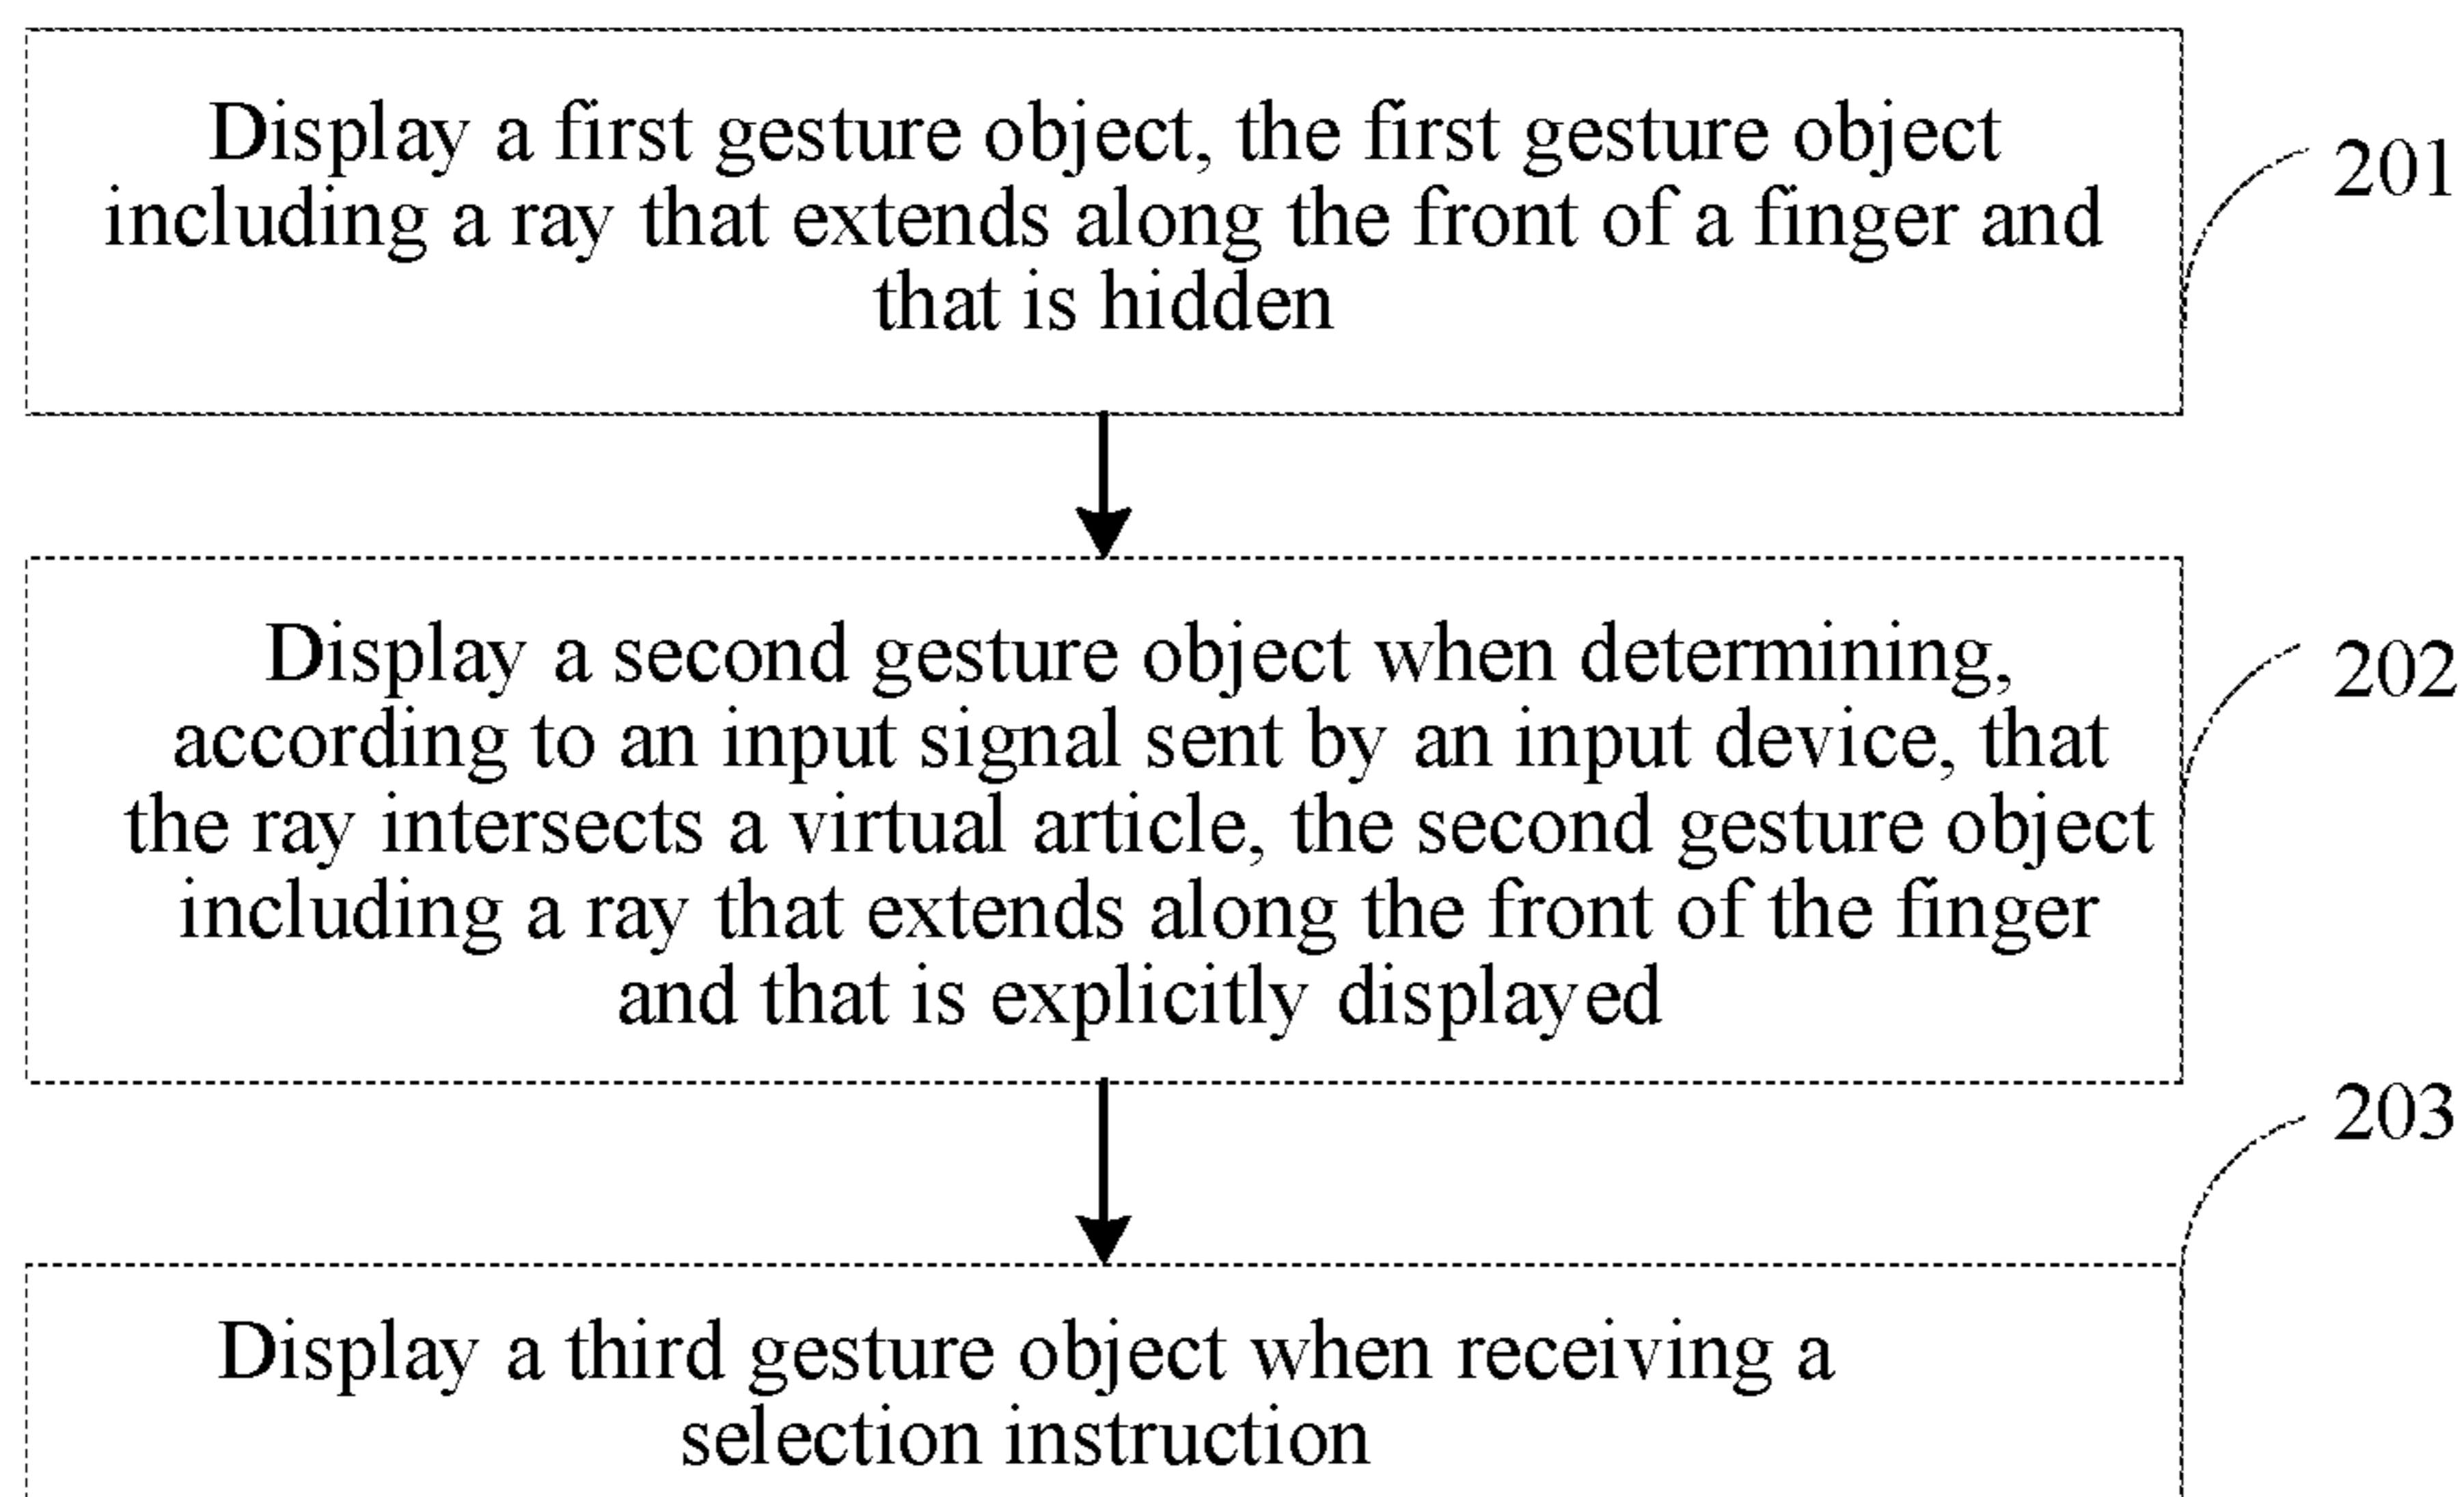 Display a first gesture object, the first gesture object
including a ray that extends along the front of a finger and
that is hidden
201
Display a second gesture object when determining,
according to an input signal sent by an input device, that
the ray intersects a virtual article, the second gesture object
including a ray that extends along the front of the finger
and that is explicitly displayed
202
203
Display a third gesture object when receiving a
selection instruction